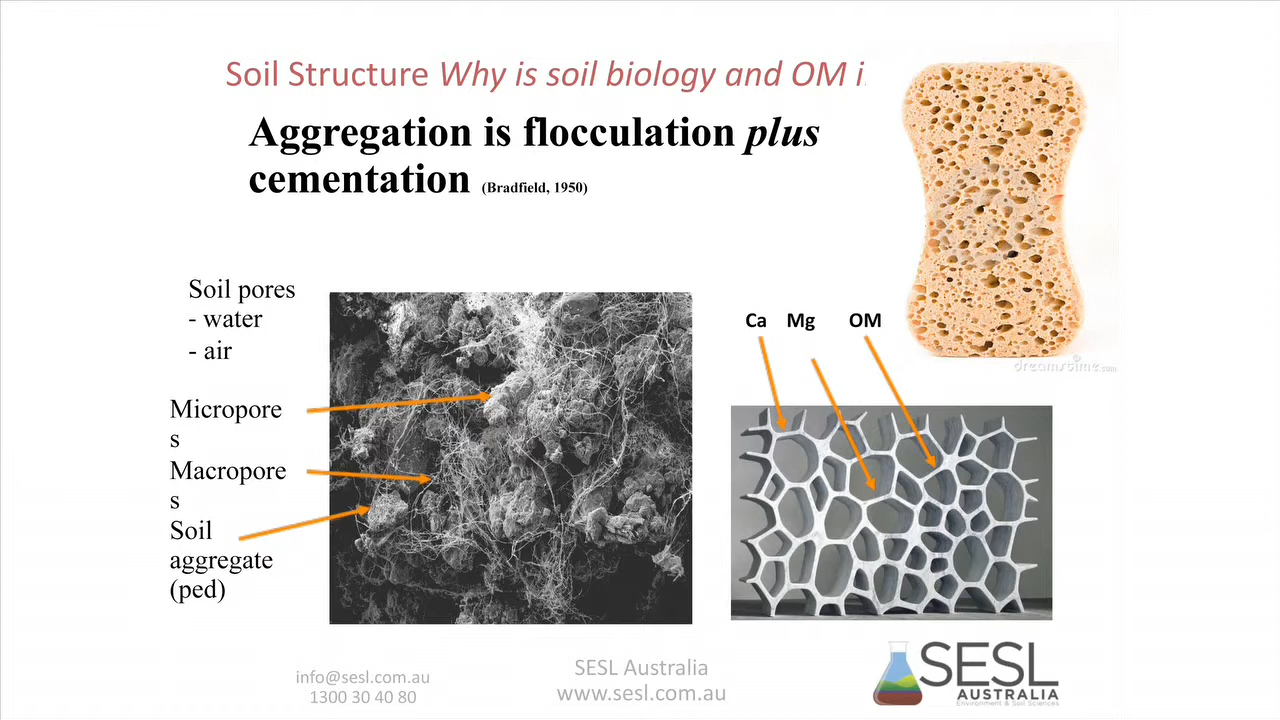 Soil Structure Why is soil biology and OM i
Aggregation is flocculation plus
cementation (Bradfield, 1950)
Soil pores
- water
- air
Micropore
s
Macropore
s
Soil
aggregate
(ped)
Ca Mg OM
dreamstime.com
info@sesl.com.au
1300 30 40 80
SESL Australia
www.sesl.com.au
SESL
AUSTRALIA
Environment & Soil Sciences